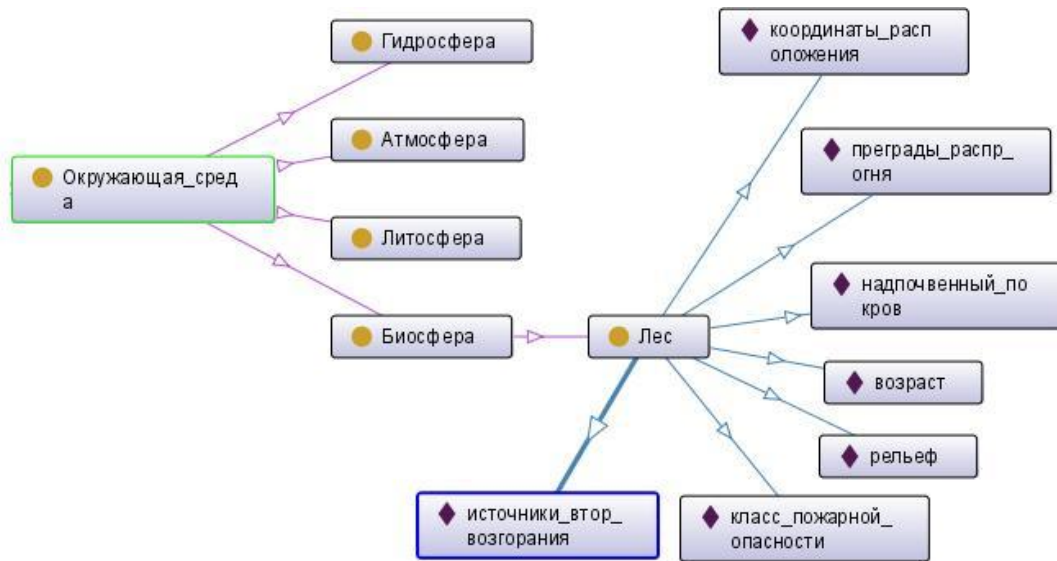 Гидросфера
Атмосфера
Окружающая_сред
а
Литосфера
Биосфера
Лес
координаты_расп
оложения
преграды_распр_
огня
надпочвенный_по
кров
возраст
рельеф
класс_пожарной_
опасности
источники_втор_
возгорания